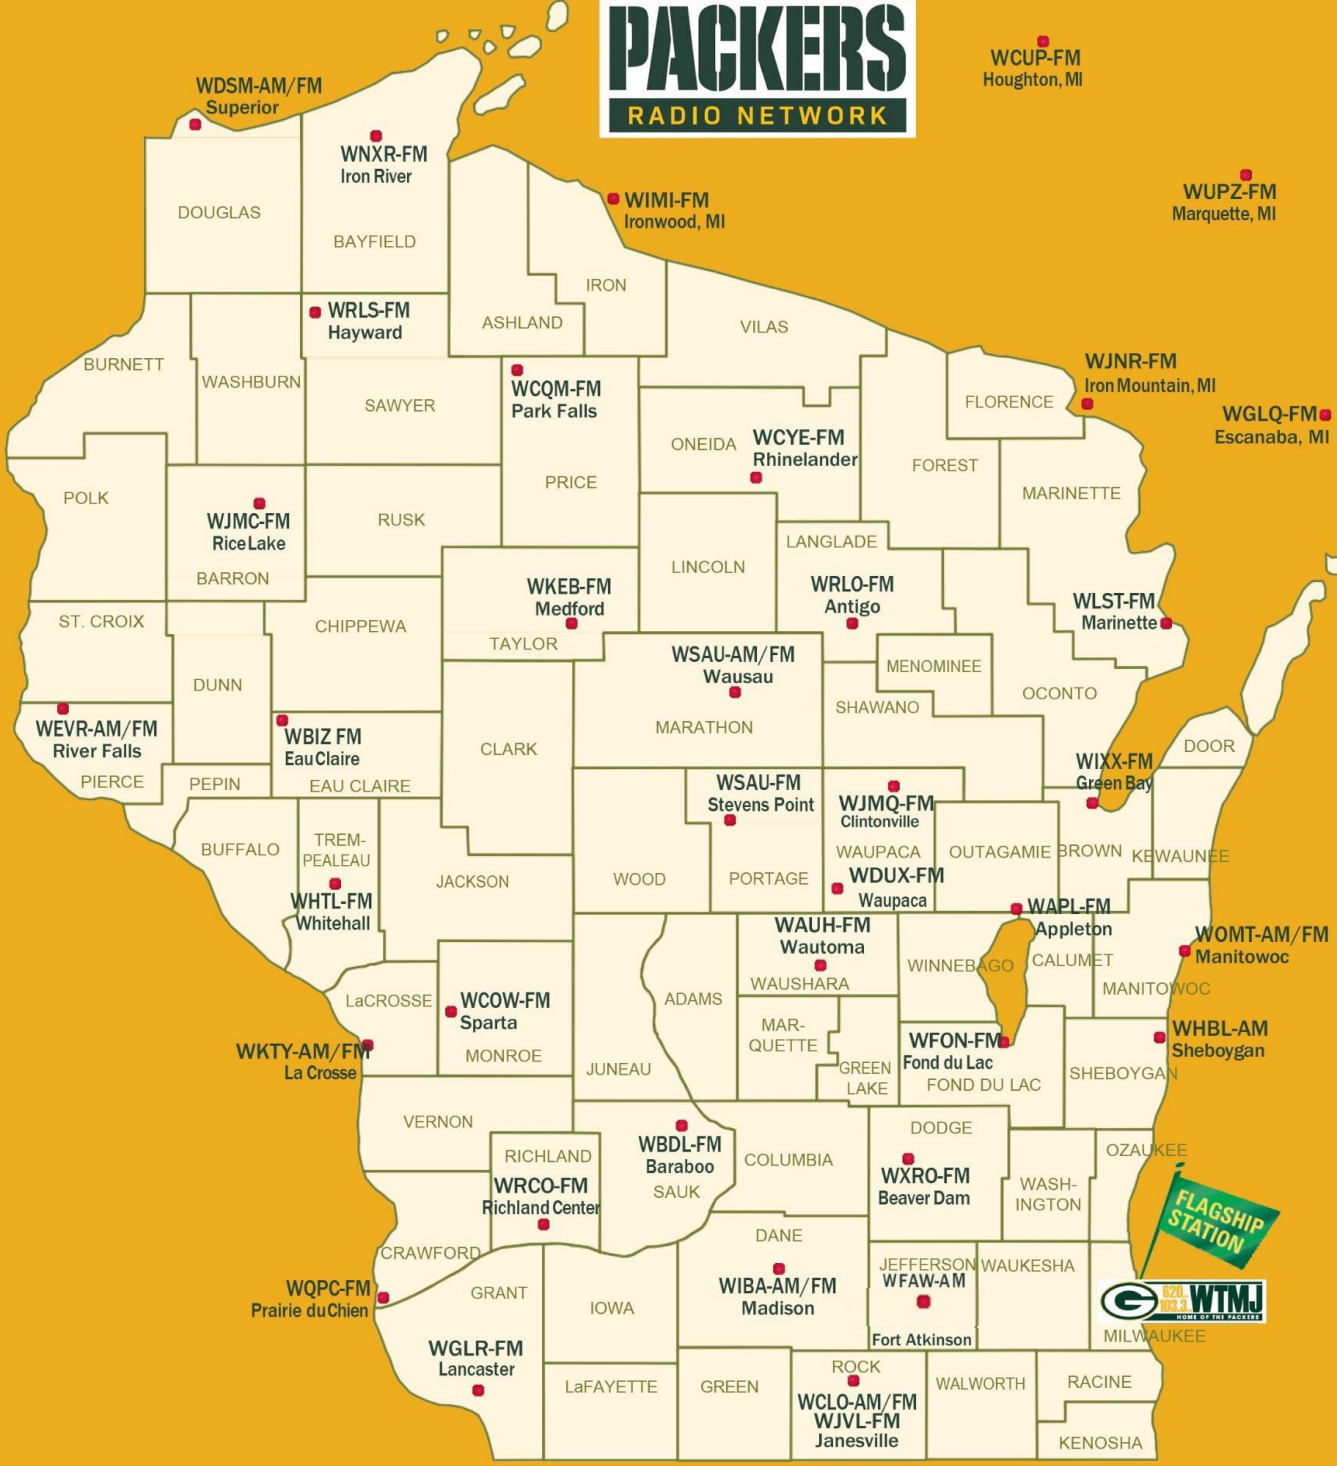 PACKERS
RADIO NETWORK
WCUP-FM
Houghton, MI
WDSM-AM/FM
Superior
WNXR-FM
Iron River
WIMI-FM
Ironwood, MI
WUPZ-FM
Marquette, MI
DOUGLAS
BAYFIELD
IRON
ASHLAND
VILAS
WRLS-FM
Hayward
BURNETT
WASHBURN
SAWYER
WCQM-FM
Park Falls
WJNR-FM
Iron Mountain, MI
FLORENCE
WGLQ-FM
Escanaba, MI
ONEIDA
WCYE-FM
Rhinelander
FOREST
MARINETTE
POLK
WJMC-FM
Rice Lake
BARRON
RUSK
PRICE
LANGLADE
LINCOLN
WKEB-FM
Medford
TAYLOR
WRLO-FM
Antigo
WLST-FM
Marinette
ST. CROIX
CHIPPEWA
DUNN
WSAU-AM/FM
Wausau
MARATHON
MENOMINEE
SHAWANO
OCONTO
WEVR-AM/FM
River Falls
PIERCE
PEPIN
WBIZ FM
Eau Claire
EAU CLAIRE
CLARK
DOOR
WIXX-FM
Green Bay
WSAU-FM
Stevens Point
WJMQ-FM
Clintonville
WAUPACA
WDUX-FM
Waupaca
OUTAGAMIE
BROWN
KEWAUNEE
BUFFALO
TREM-
PEALEAU
WHTL-FM
Whitehall
JACKSON
WOOD
PORTAGE
WAUH-FM
Wautoma
WAUSHARA
WAPL-FM
Appleton
WINNEBAGO
CALUMET
WOMT-AM/FM
Manitowoc
MANITOWOC
LaCROSSE
WCOW-FM
Sparta
MONROE
ADAMS
JUNEAU
MAR-
QUETTE
GREEN
LAKE
WFON-FM
Fond du Lac
FOND DU LAC
WHBL-AM
Sheboygan
SHEBOYGAN
WKTY-AM/FM
La Crosse
VERNON
RICHLAND
WRCO-FM
Richland Center
WBDL-FM
Baraboo
SAUK
COLUMBIA
DODGE
WXRO-FM
Beaver Dam
WASH-
INGTON
OZAUKEE
FLAGSHIP
STATION
CRAWFORD
WQPC-FM
Prairie du Chien
GRANT
WGLR-FM
Lancaster
IOWA
DANE
WIBA-AM/FM
Madison
JEFFERSON
WFAW-AM
Fort Atkinson
WAUKESHA
G
620
103.3
WTMJ
HOME OF THE PACKERS
MILWAUKEE
LaFAYETTE
GREEN
ROCK
WCLO-AM/FM
WJVL-FM
Janesville
WALWORTH
RACINE
KENOSHA